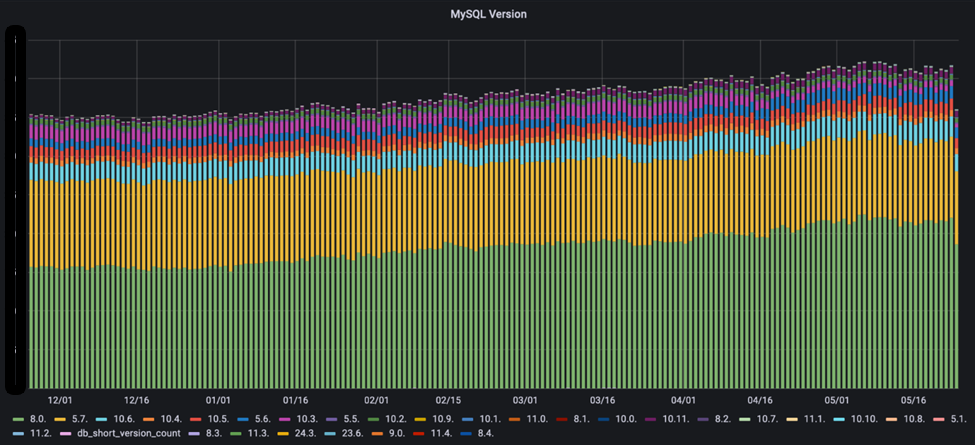 MySQL Version
12/01 12/16 01/01 01/16 02/01 02/15 03/01 03/16 04/01 04/16 05/01 05/16
8.0. 5.7. 10.6. 10.4. 10.5. 5.6. 10.3. 5.5. 10.2. 10.9. 10.1. 11.0. 8.1. 10.0. 10.11. 8.2. 10.7. 11.1. 10.10. 10.8. 5.1.
11.2. db_short_version_count 8.3. 11.3. 24.3. 23.6. 9.0. 11.4. 8.4.